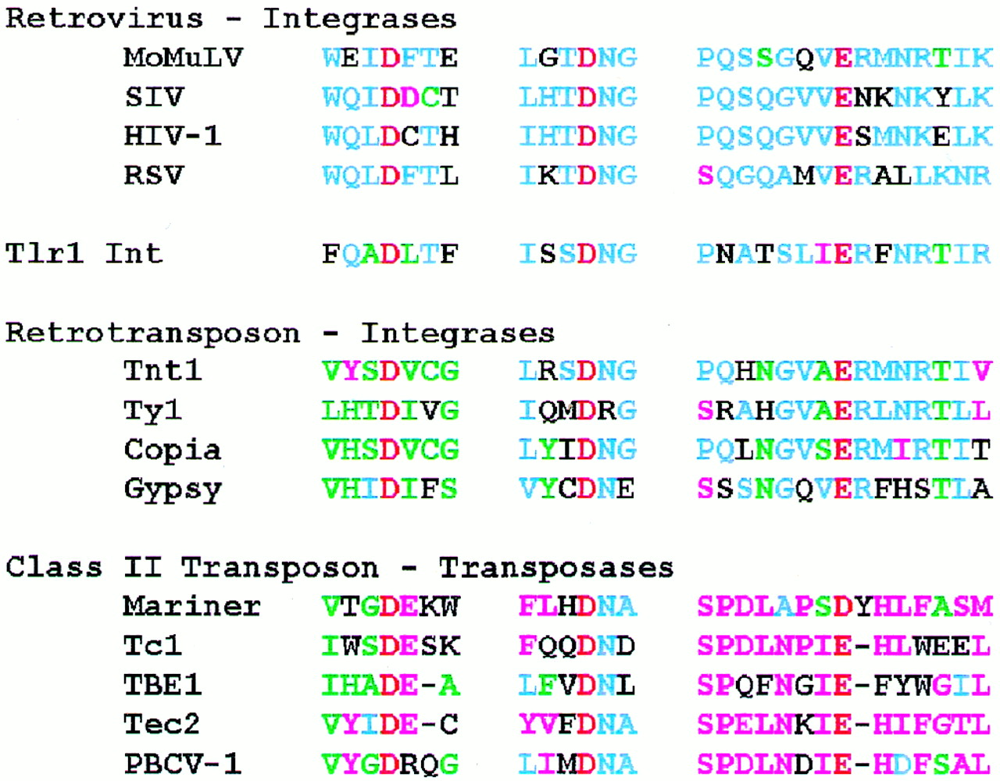 Retrovirus - Integrases
MoMuLV WEIDFTE LGTDNG PQSSGQVERMNRTIK
SIV WQIDDCT LHTDNG PQSQGVVENKNKYLK
HIV-1 WQLDCTH IHTDNG PQSQGVVESMNKELK
RSV WQLDFTL IKTDNG SQGQAMVERALLKNR
Tlr1 Int FQADLTF ISSDNG PNATSLIERFNRTIR
Retrotransposon - Integrases
Tnt1 VYSDVCG LRSDNG PQHNGVAERMNRTIV
Ty1 LHTDIVG IQMDRG SRAHGVAERLNRTLL
Copia VHSDVCG LYIDNG PQLNGVSERMIRTIT
Gypsy VHIDIFS VYCDNE SSSNGQVERFHSTLA
Class II Transposon - Transposases
Mariner VTGDEKW FLHDNA SPDLAPSDYHLFASM
Tc1 IWSDESK FQQDND SPDLNPIE-HLWEEL
TBE1 IHADE-A LFVDNL SPQFNGIE-FYWGIL
Tec2 VYIDE-C YVFDNA SPELNKIE-HIFGTL
PBCV-1 VYGDRQG LIMDNA SPDLNDIE-HDFSAL